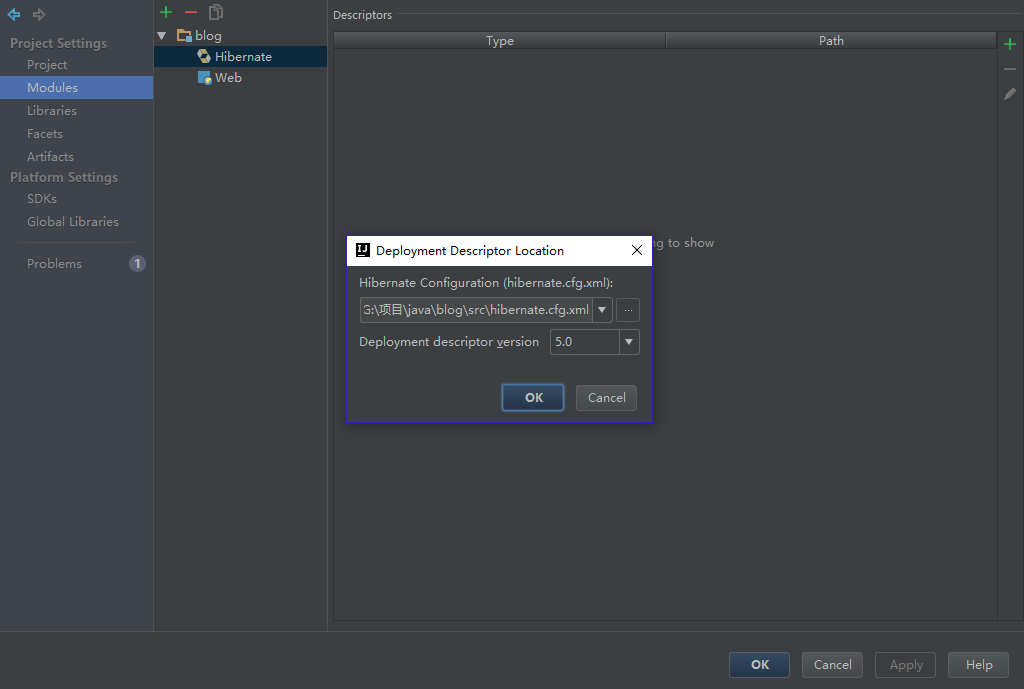 Project Settings
Project
Modules
Libraries
Facets
Artifacts
Platform Settings
SDKs
Global Libraries
Problems 1
blog
Hibernate
Web
Descriptors
Type Path
to show
IJ Deployment Descriptor Location
Hibernate Configuration (hibernate.cfg.xml):
G:\项目\java\blog\src\hibernate.cfg.xml ...
Deployment descriptor version 5.0
OK Cancel
OK Cancel Apply Help